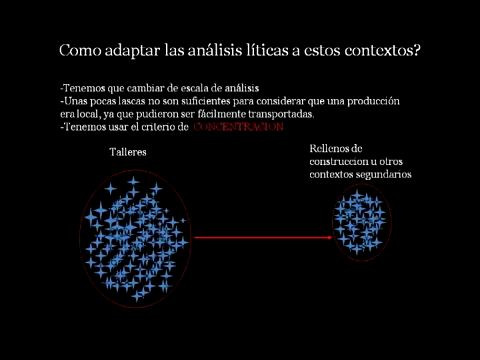 Como adaptar las análisis líticas a estos contextos?
-Tenemos que cambiar de escala de análisis
-Unas pocas lascas no son suficientes para considerar que una producción
era local, ya que pudieron ser fácilmente transportadas.
-Tenemos usar el criterio de CONCENTRACION
Talleres
Rellenos de
construccion u otros
contextos segundarios